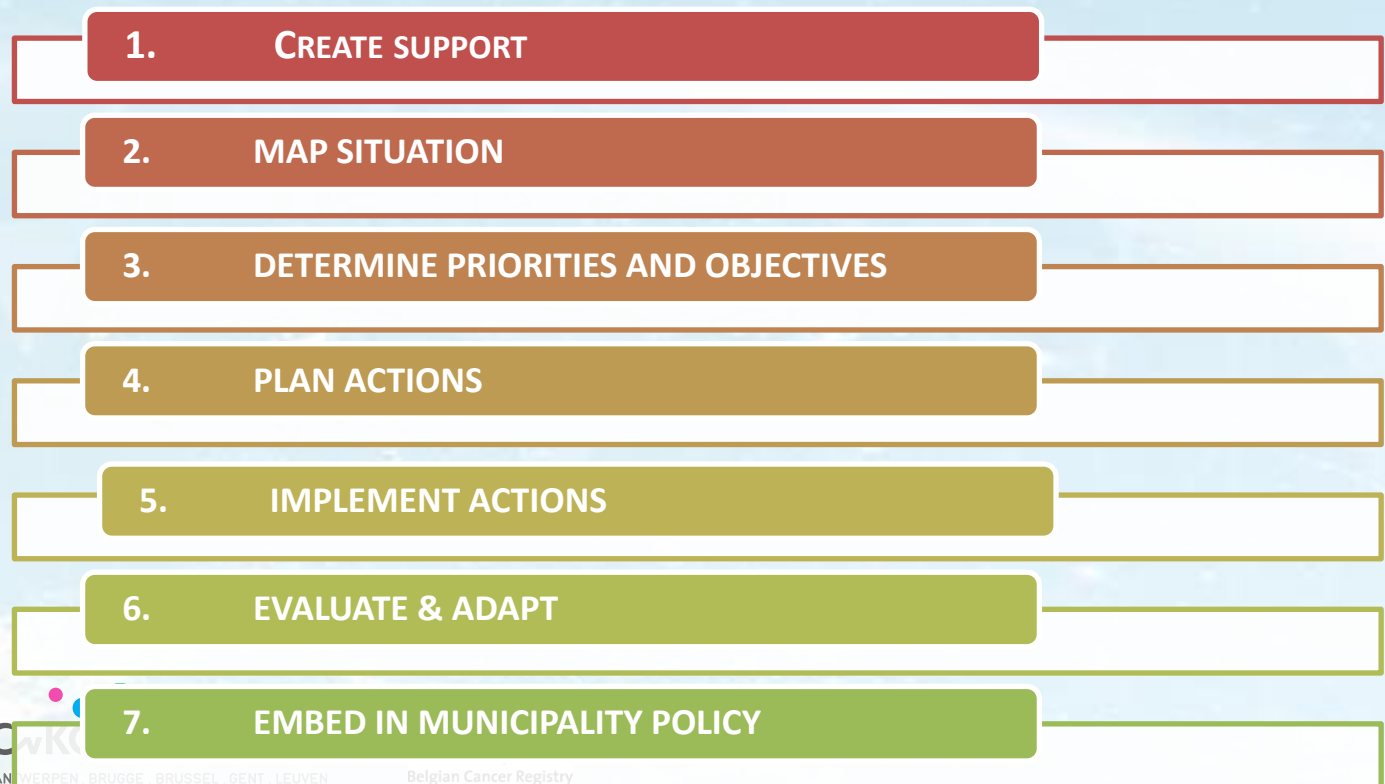 1. CREATE SUPPORT
2. MAP SITUATION
3. DETERMINE PRIORITIES AND OBJECTIVES
4. PLAN ACTIONS
5. IMPLEMENT ACTIONS
6. EVALUATE & ADAPT
7. EMBED IN MUNICIPALITY POLICY
ANTWERPEN . BRUGGE . BRUSSEL . GENT . LEUVEN
Belgian Cancer Registry